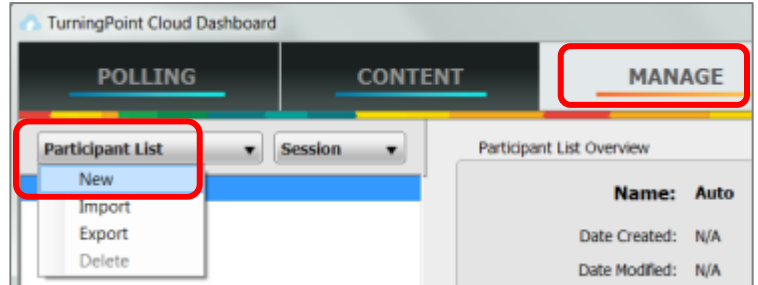 TurningPoint Cloud Dashboard
POLLING CONTENT MANAGE
Participant List Session Participant List Overview
New
Name: Auto
Import
Export
Date Created: N/A
Delete
Date Modified: N/A